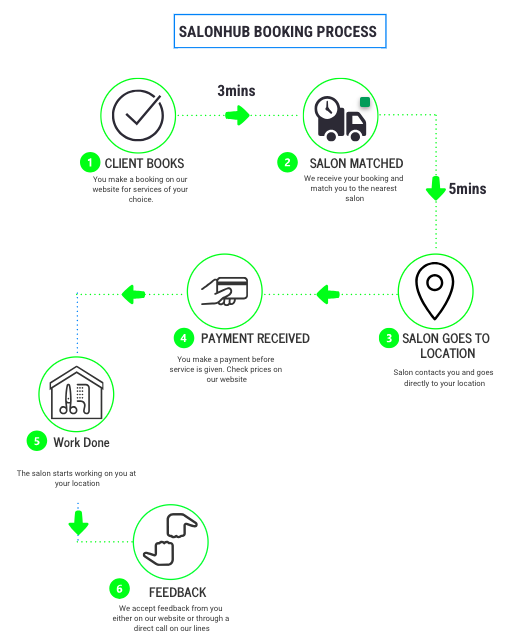 SALONHUB BOOKING PROCESS
3mins
1 CLIENT BOOKS
You make a booking on our
website for services of your
choice.
2 SALON MATCHED
We receive your booking and
match you to the nearest
salon
5mins
3 SALON GOES TO
LOCATION
Salon contacts you and goes
directly to your location
4 PAYMENT RECEIVED
You make a payment before
service is given. Check prices on
our website
5 Work Done
The salon starts working on you at
your location
6 FEEDBACK
We accept feedback from you
either on our website or through a
direct call on our lines